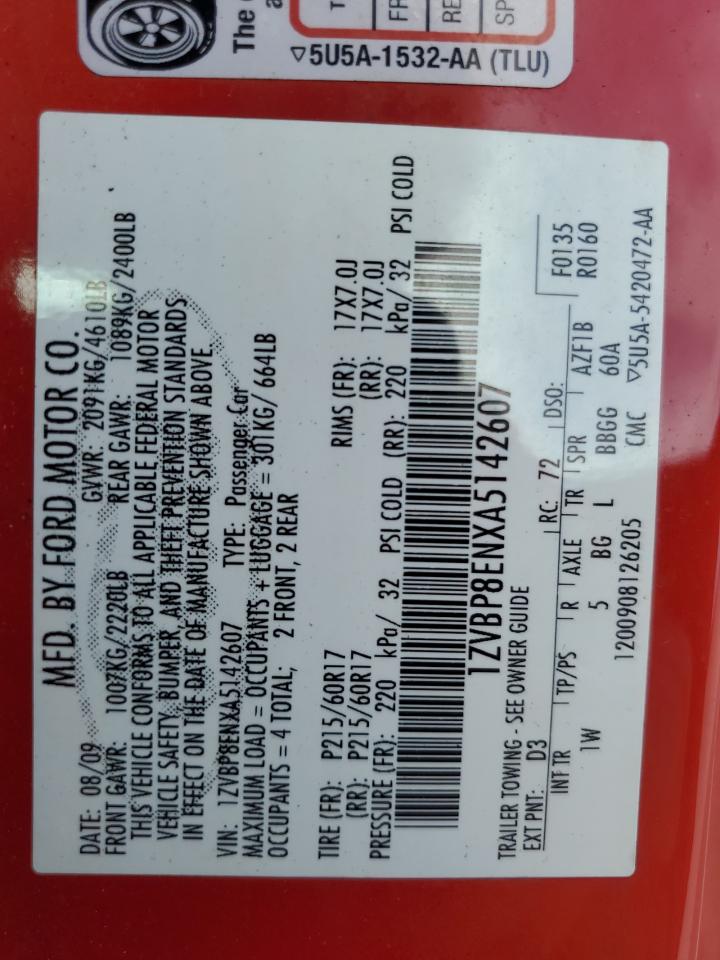 The
▽5U5A-1532-AA (TLU)
MFD. BY FORD MOTOR CO.
DATE: 08/09 GVWR: 2091KG/4610LB
FRONT GAWR: 1007KG/2220LB REAR GAWR: 1089KG/2400LB
THIS VEHICLE CONFORMS TO ALL APPLICABLE FEDERAL MOTOR
VEHICLE SAFETY, BUMPER, AND THEFT PREVENTION STANDARDS
IN EFFECT ON THE DATE OF MANUFACTURE SHOWN ABOVE.
VIN: 1ZVBP8ENXA5142607 TYPE: Passenger Car
MAXIMUM LOAD = OCCUPANTS + LUGGAGE = 301KG/ 664LB
OCCUPANTS = 4 TOTAL; 2 FRONT, 2 REAR
TIRE (FR): P215/60R17 RIMS (FR): 17X7.0J
(RR): P215/60R17 (RR): 17X7.0J
PRESSURE (FR): 220 kPa/ 32 PSI COLD (RR): 220 kPa/ 32 PSI COLD
1ZVBP8ENXA5142607
TRAILER TOWING - SEE OWNER GUIDE
EXT PNT: D3 RC: 72 DSO: F0135
R0160
INT TR TP/PS R AXLE TR SPR AZF1B
1W 5 BG L BBGG 60A
1200908126205 CMC ▽5U5A-5420472-AA